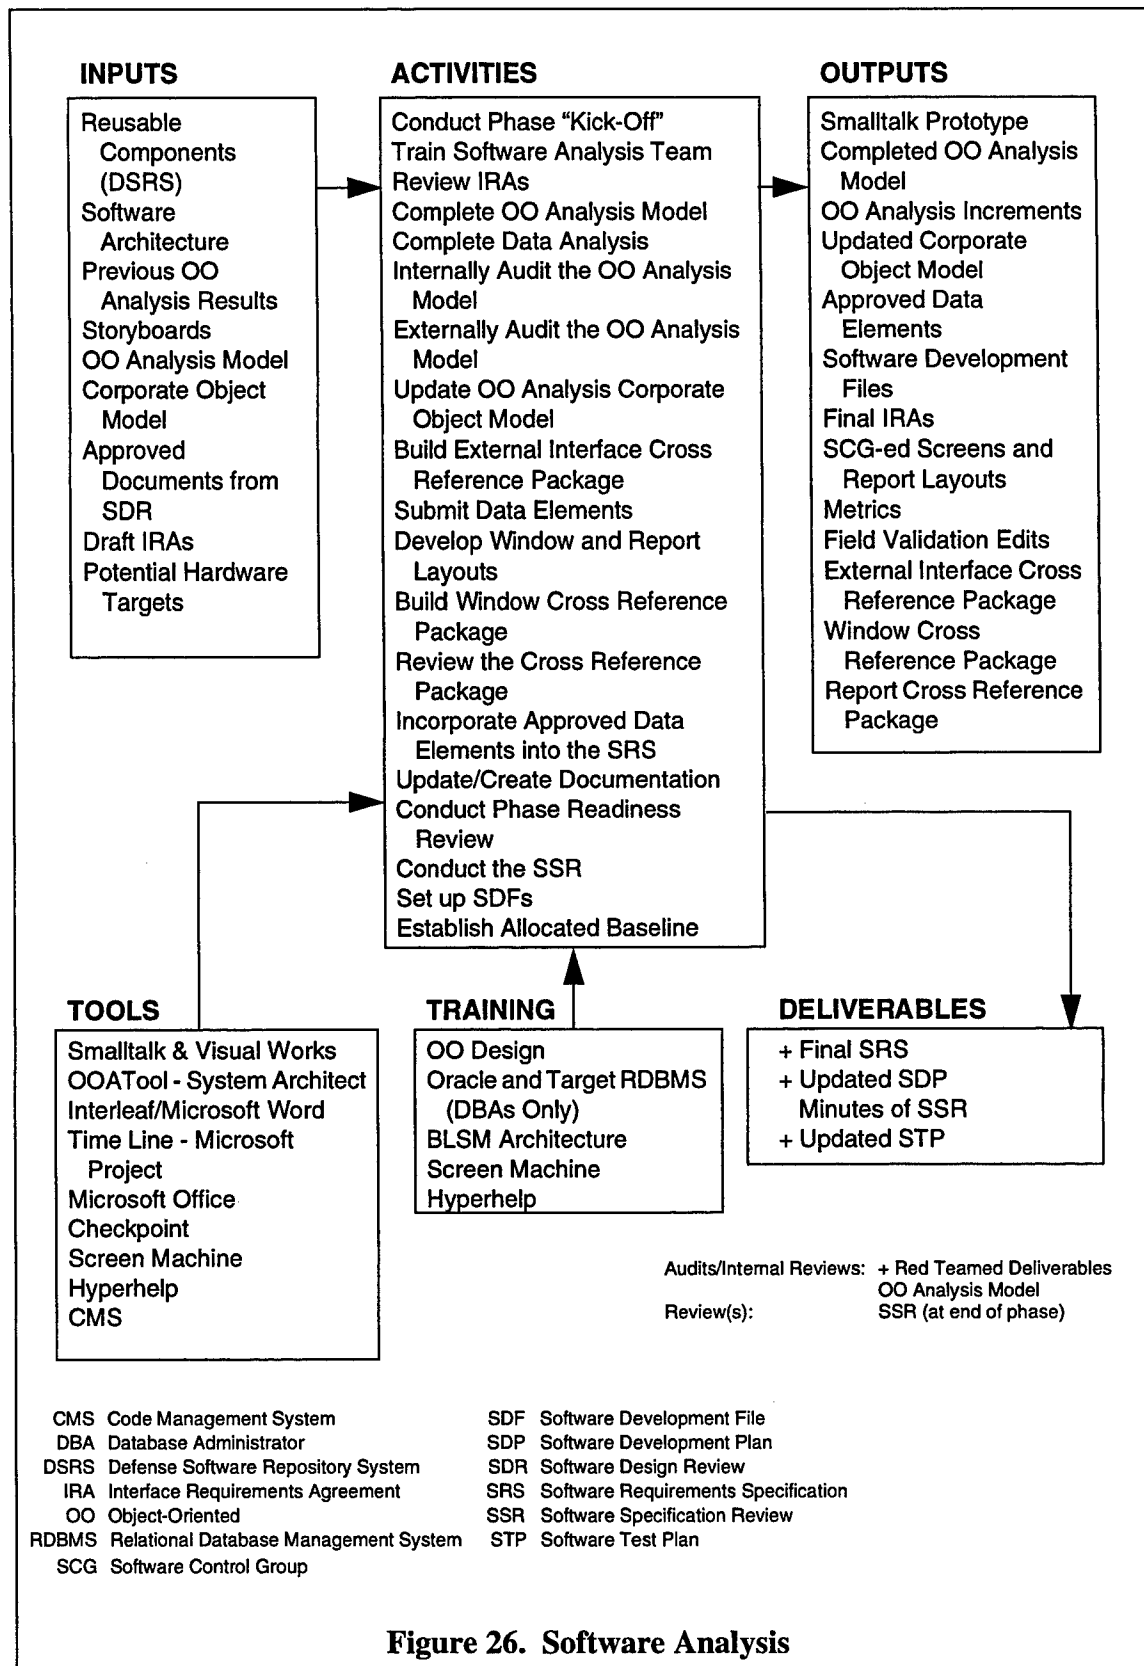 INPUTS
Reusable
Components
(DSRS)
Software
Architecture
Previous OO
Analysis Results
Storyboards
OO Analysis Model
Corporate Object
Model
Approved
Documents from
SDR
Draft IRAs
Potential Hardware
Targets
ACTIVITIES
Conduct Phase “Kick-Off”
Train Software Analysis Team
Review IRAs
Complete OO Analysis Model
Complete Data Analysis
Internally Audit the OO Analysis
Model
Externally Audit the OO Analysis
Model
Update OO Analysis Corporate
Object Model
Build External Interface Cross
Reference Package
Submit Data Elements
Develop Window and Report
Layouts
Build Window Cross Reference
Package
Review the Cross Reference
Package
Incorporate Approved Data
Elements into the SRS
Update/Create Documentation
Conduct Phase Readiness
Review
Conduct the SSR
Set up SDFs
Establish Allocated Baseline
OUTPUTS
Smalltalk Prototype
Completed OO Analysis
Model
OO Analysis Increments
Updated Corporate
Object Model
Approved Data
Elements
Software Development
Files
Final IRAs
SCG-ed Screens and
Report Layouts
Metrics
Field Validation Edits
External Interface Cross
Reference Package
Window Cross
Reference Package
Report Cross Reference
Package
TOOLS
Smalltalk & Visual Works
OOATool - System Architect
Interleaf/Microsoft Word
Time Line - Microsoft
Project
Microsoft Office
Checkpoint
Screen Machine
Hyperhelp
CMS
TRAINING
OO Design
Oracle and Target RDBMS
(DBAs Only)
BLSM Architecture
Screen Machine
Hyperhelp
DELIVERABLES
+ Final SRS
+ Updated SDP
Minutes of SSR
+ Updated STP
Audits/Internal Reviews: + Red Teamed Deliverables
OO Analysis Model
Review(s): SSR (at end of phase)
CMS Code Management System
DBA Database Administrator
DSRS Defense Software Repository System
IRA Interface Requirements Agreement
OO Object-Oriented
RDBMS Relational Database Management System
SCG Software Control Group
SDF Software Development File
SDP Software Development Plan
SDR Software Design Review
SRS Software Requirements Specification
SSR Software Specification Review
STP Software Test Plan
Figure 26. Software Analysis